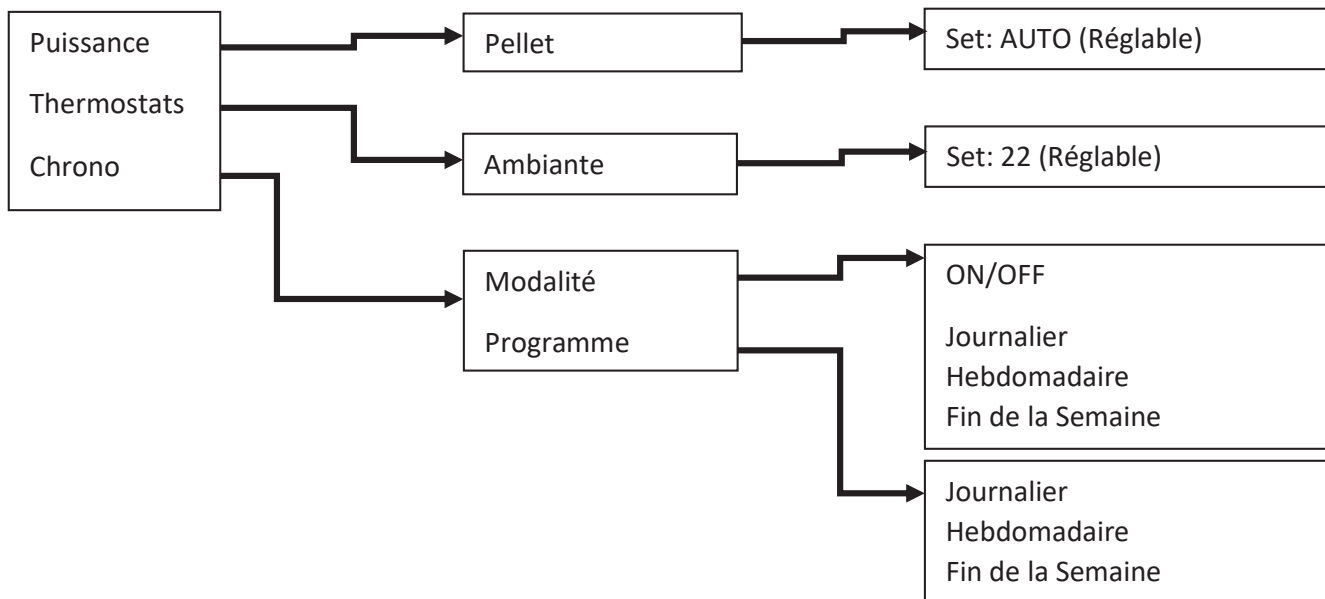 Puissance
Thermostats
Chrono
Pellet
Ambiante
Modalité
Programme
Set: AUTO (Réglable)
Set: 22 (Réglable)
ON/OFF
Journalier
Hebdomadaire
Fin de la Semaine
Journalier
Hebdomadaire
Fin de la Semaine